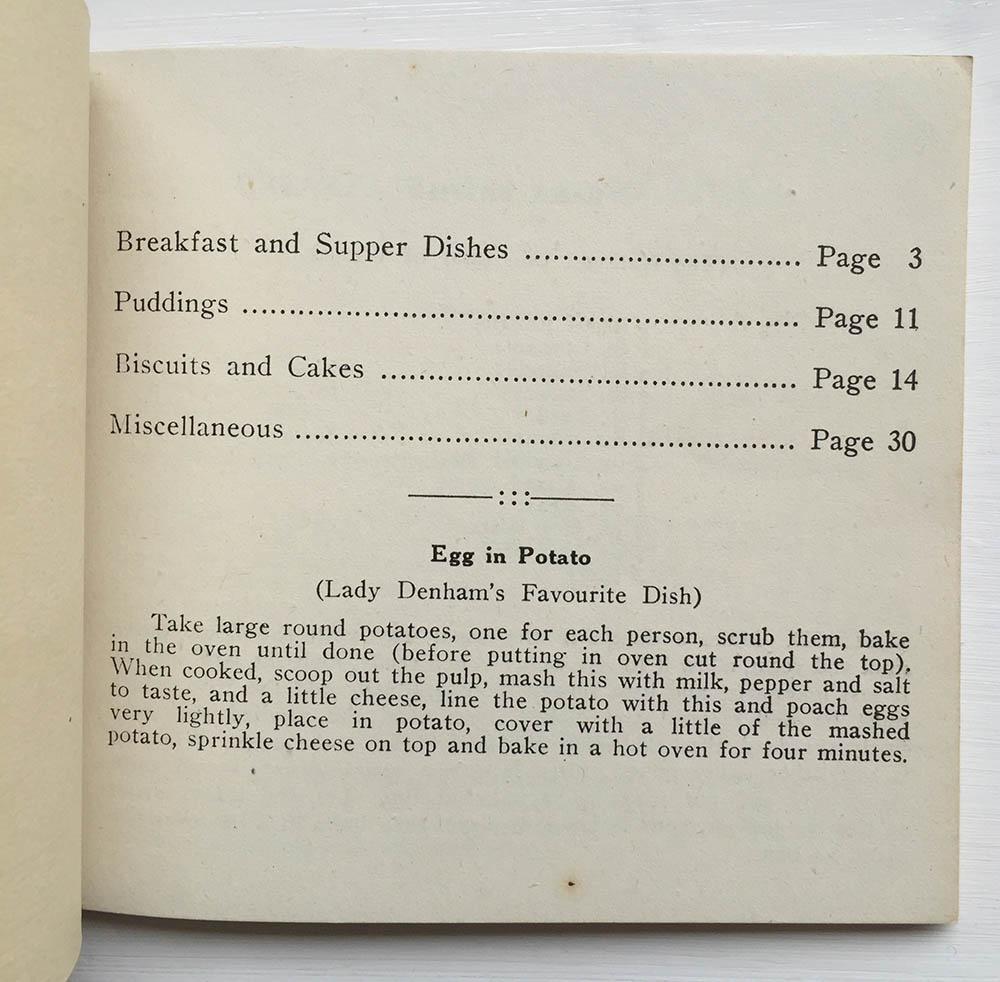 Breakfast and Supper Dishes .............................. Page 3
Puddings ............................................................ Page 11
Biscuits and Cakes ............................................. Page 14
Miscellaneous ...................................................... Page 30
Egg in Potato
(Lady Denham's Favourite Dish)
Take large round potatoes, one for each person, scrub them, bake
in the oven until done (before putting in oven cut round the top).
When cooked, scoop out the pulp, mash this with milk, pepper and salt
to taste, and a little cheese, line the potato with this and poach eggs
very lightly, place in potato, cover with a little of the mashed
potato, sprinkle cheese on top and bake in a hot oven for four minutes.